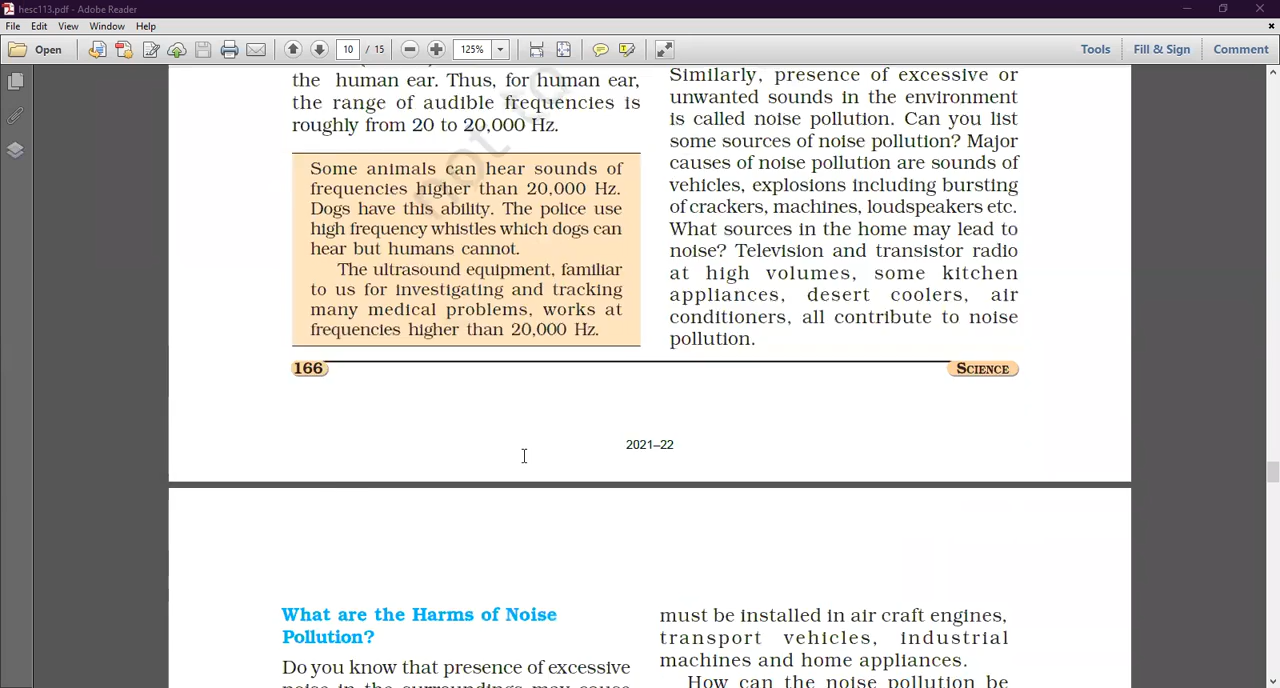 hesc113.pdf - Adobe Reader
File Edit View Window Help
Open 10 / 15 125% Tools Fill & Sign Comment
the human ear. Thus, for human ear,
the range of audible frequencies is
roughly from 20 to 20,000 Hz.
not to
Some animals can hear sounds of
frequencies higher than 20,000 Hz.
Dogs have this ability. The police use
high frequency whistles which dogs can
hear but humans cannot.
The ultrasound equipment, familiar
to us for investigating and tracking
many medical problems, works at
frequencies higher than 20,000 Hz.
Similarly, presence of excessive or
unwanted sounds in the environment
is called noise pollution. Can you list
some sources of noise pollution? Major
causes of noise pollution are sounds of
vehicles, explosions including bursting
of crackers, machines, loudspeakers etc.
What sources in the home may lead to
noise? Television and transistor radio
at high volumes, some kitchen
appliances, desert coolers, air
conditioners, all contribute to noise
pollution.
166 SCIENCE
2021–22
What are the Harms of Noise
Pollution?
Do you know that presence of excessive
noise in the surroundings may cause
must be installed in air craft engines,
transport vehicles, industrial
machines and home appliances.
How can the noise pollution be